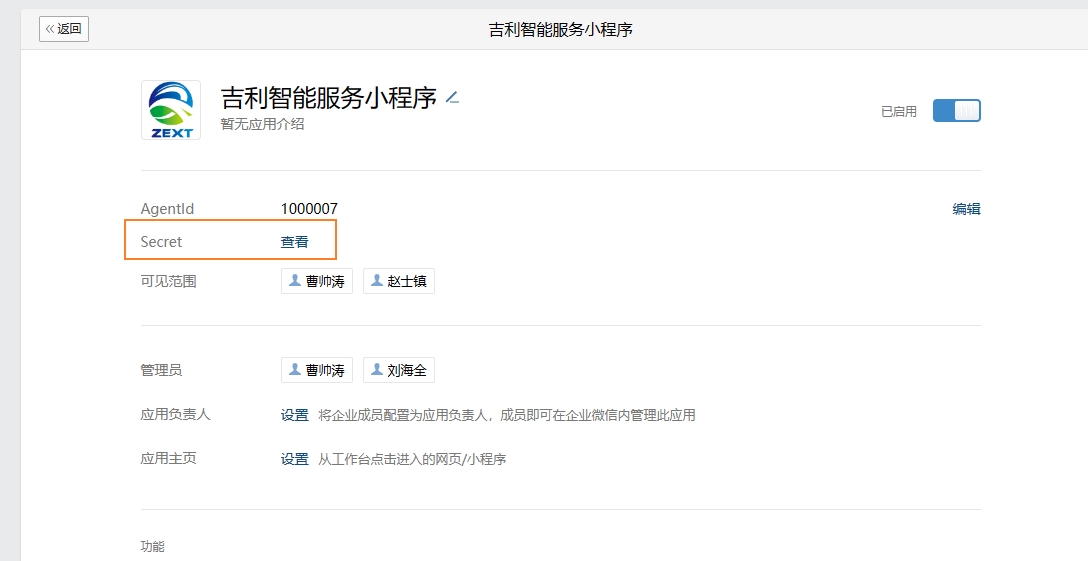 返回
吉利智能服务小程序
吉利智能服务小程序
暂无应用介绍
已启用
ZEXT
AgentId 1000007 编辑
Secret 查看
可见范围 曹帅涛 赵士镇
管理员 曹帅涛 刘海全
应用负责人 设置 将企业成员配置为应用负责人，成员即可在企业微信内管理此应用
应用主页 设置 从工作台点击进入的网页/小程序
功能